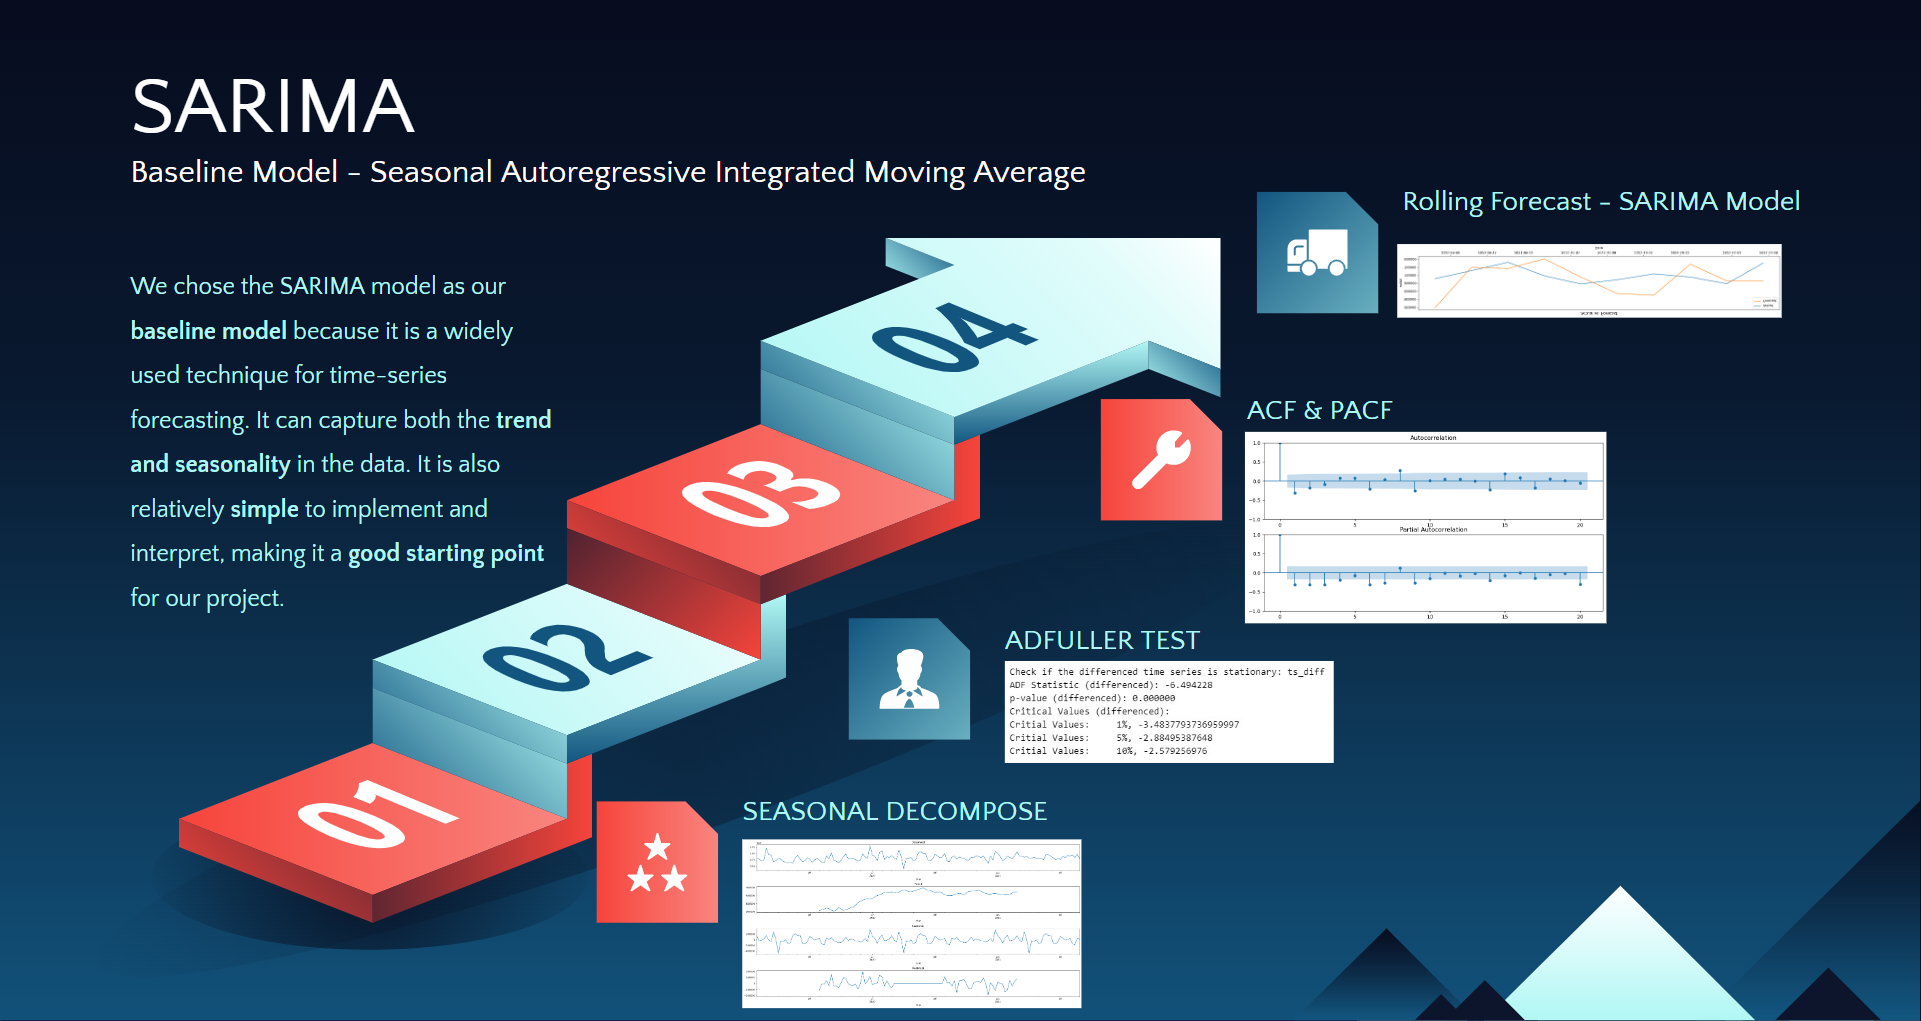 SARIMA
Baseline Model – Seasonal Autoregressive Integrated Moving Average
We chose the SARIMA model as our
baseline model because it is a widely
used technique for time-series
forecasting. It can capture both the trend
and seasonality in the data. It is also
relatively simple to implement and
interpret, making it a good starting point
for our project.
01
02
03
04
Rolling Forecast – SARIMA Model
ACF & PACF
Autocorrelation
1.0
0.5
0.0
−0.5
−1.0
0 5 10 15 20
Partial Autocorrelation
1.0
0.5
0.0
−0.5
−1.0
0 5 10 15 20
ADFULLER TEST
Check if the differenced time series is stationary: ts_diff
ADF Statistic (differenced): -6.494228
p-value (differenced): 0.000000
Critical Values (differenced):
Critial Values: 1%, -3.4837793736959997
Critial Values: 5%, -2.88495387648
Critial Values: 10%, -2.579256976
SEASONAL DECOMPOSE